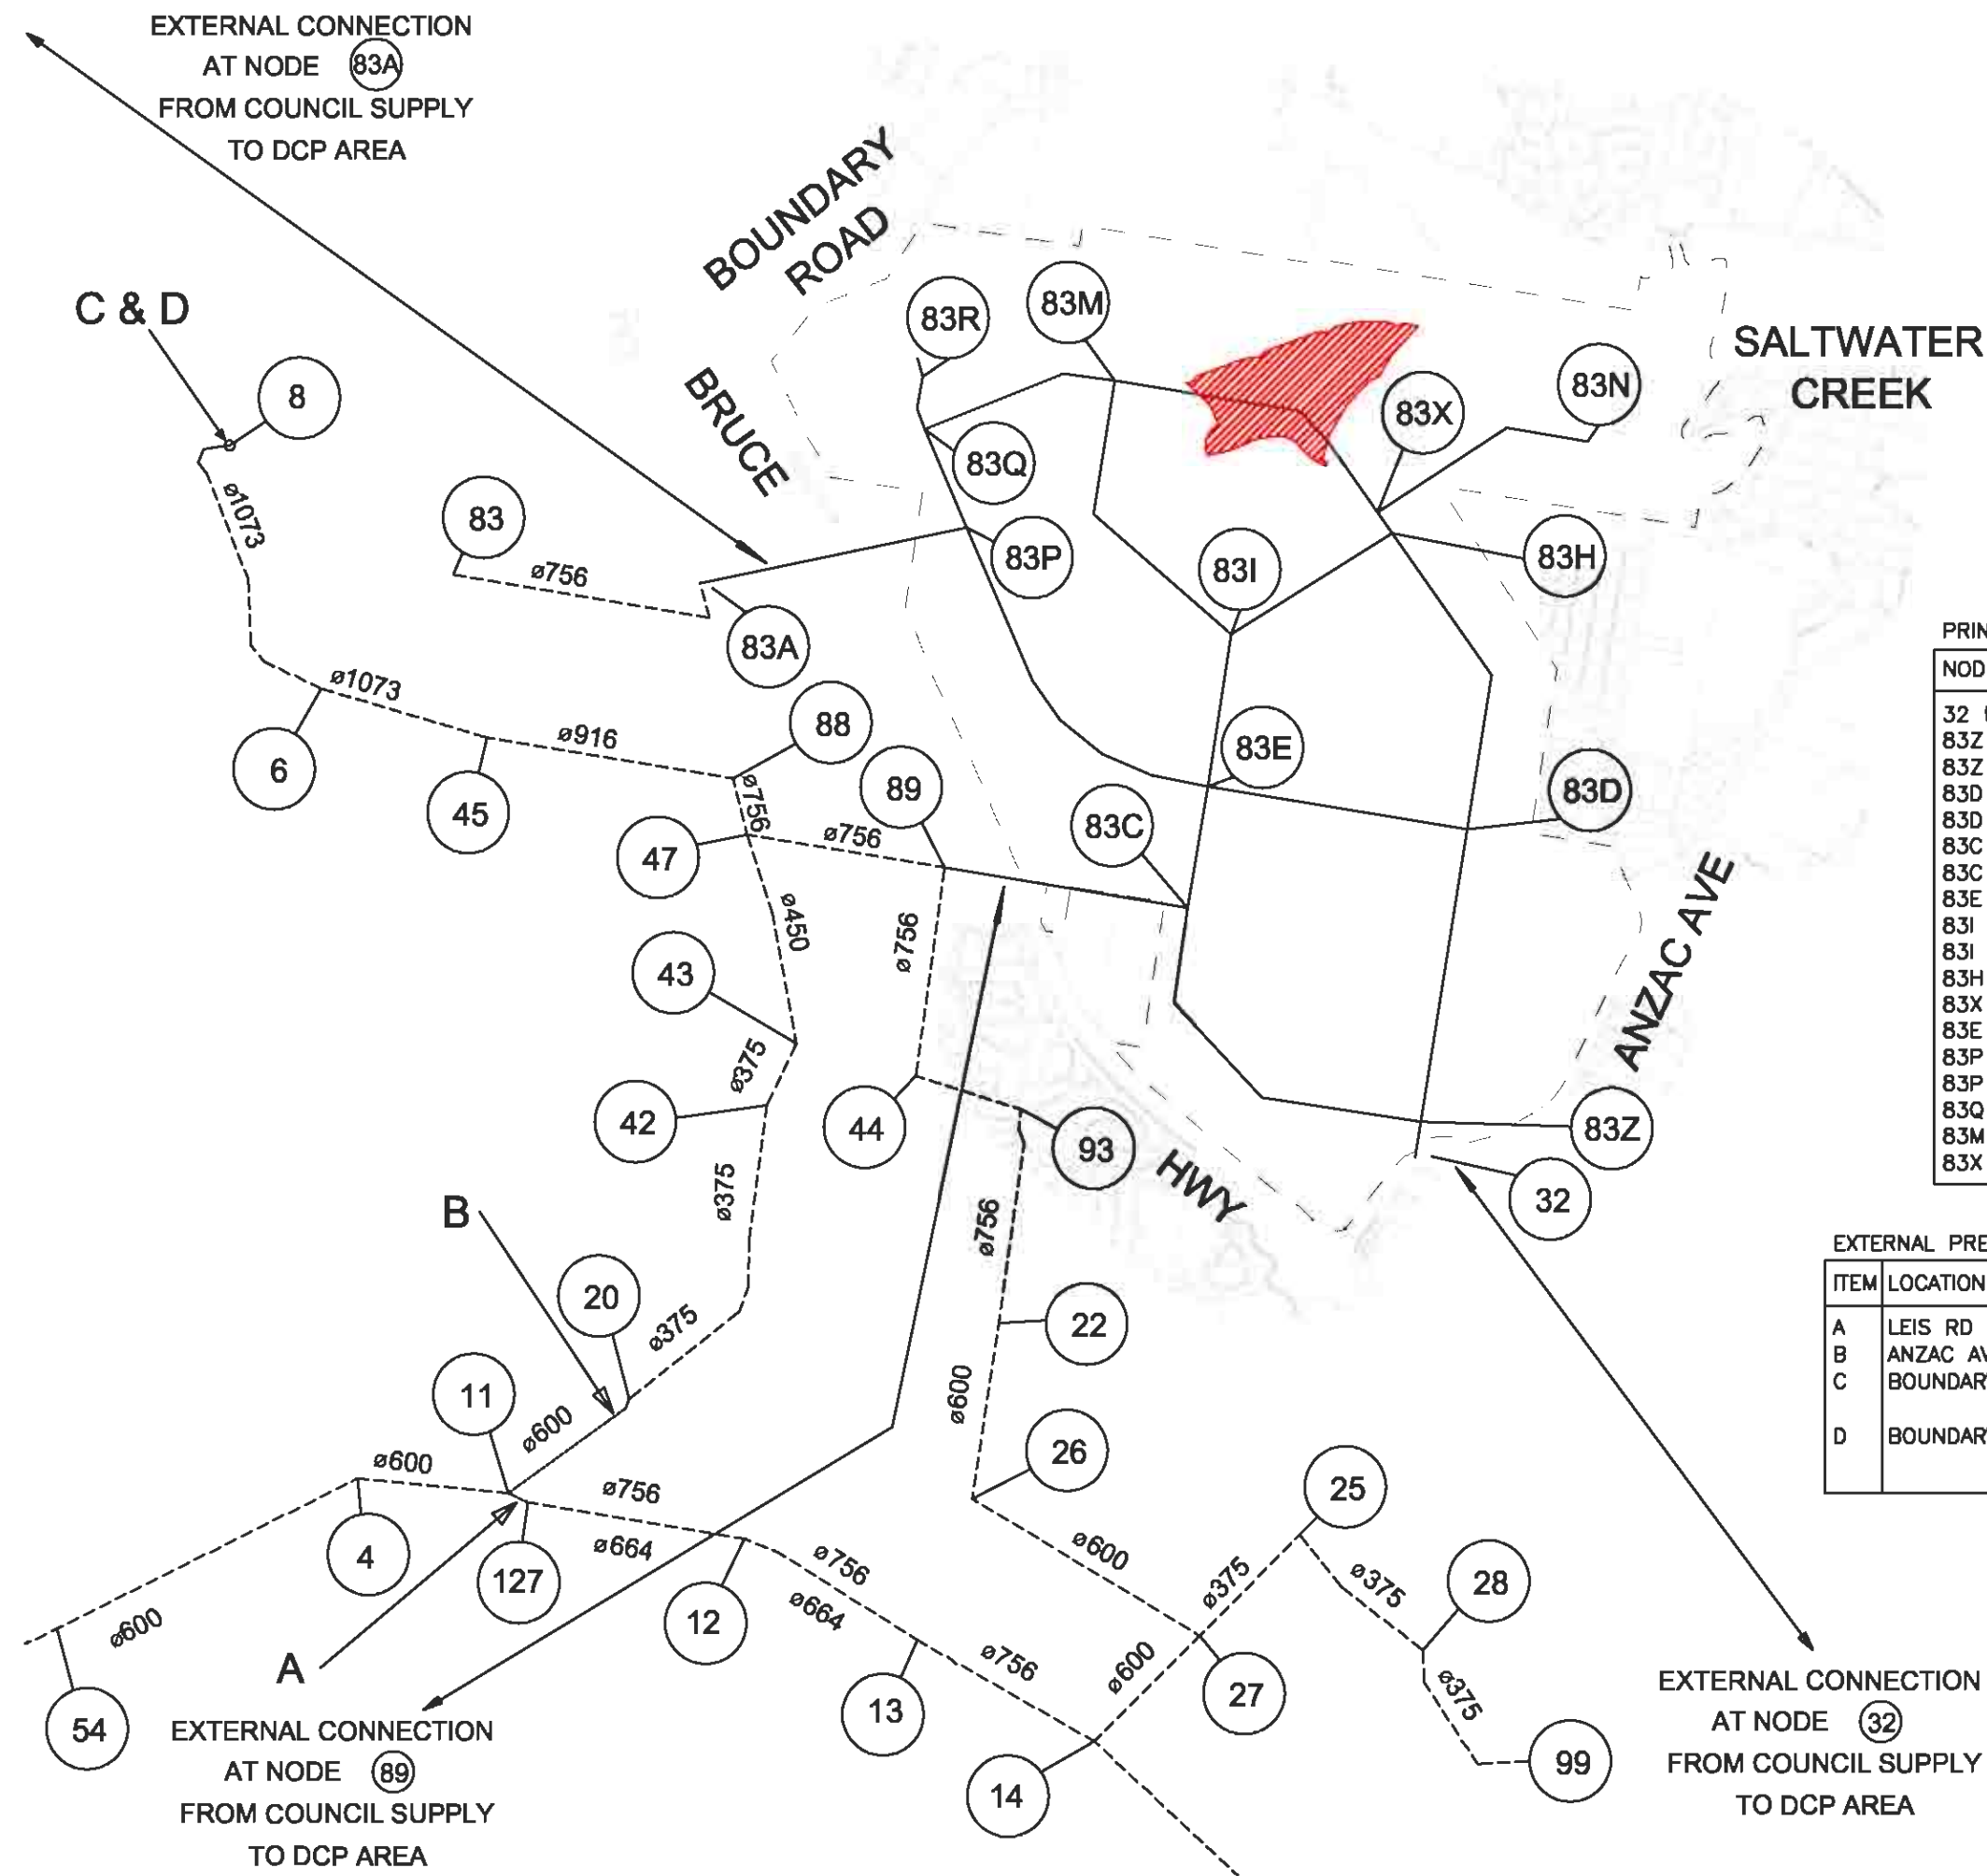 EXTERNAL CONNECTION
AT NODE 83A
FROM COUNCIL SUPPLY
TO DCP AREA
BOUNDARY
ROAD
C & D
83R
83M
SALTWATER
CREEK
8
BRUCE
83X
83N
83Q
ø1073
83
ø756
83P
83I
83H
83A
ø1073
6
ø916
88
45
89
83E
83D
ø756
ø756
47
83C
ø450
ø756
43
ANZAC AVE
ø375
42
44
93
83Z
HWY
32
ø375
B
ø756
20
ø375
22
11
ø600
ø600
26
ø600
ø756
25
4
127
ø664
ø600
ø756
ø375
ø375
28
12
ø664
ø600
54
A
13
ø756
ø600
27
ø375
99
14
EXTERNAL CONNECTION
AT NODE 89
FROM COUNCIL SUPPLY
TO DCP AREA
EXTERNAL CONNECTION
AT NODE 32
FROM COUNCIL SUPPLY
TO DCP AREA
PRIN
NOD
32
83Z
83Z
83D
83D
83C
83C
83E
83I
83I
83H
83X
83E
83P
83P
83Q
83M
83X
EXTERNAL PRE
ITEM LOCATION
A LEIS RD
B ANZAC AV
C BOUNDAR
D BOUNDAR